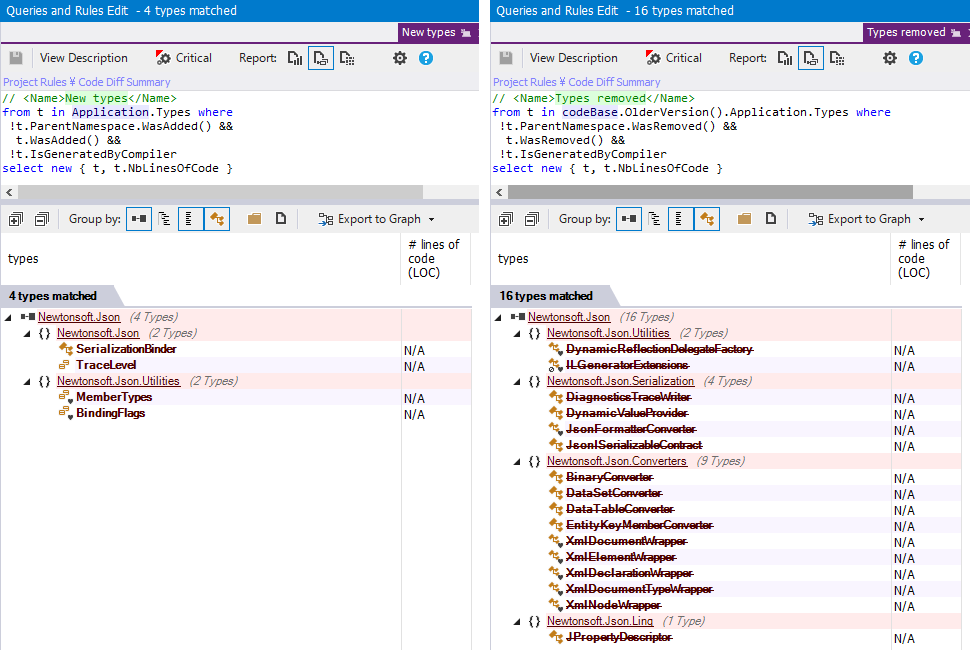 Queries and Rules Edit  - 4 types matched
New types
View Description
Critical
Report:
Project Rules ¥ Code Diff Summary
// <Name>New types</Name>
from t in Application.Types where
!t.ParentNamespace.WasAdded() &&
t.WasAdded() &&
!t.IsGeneratedByCompiler
select new { t, t.NbLinesOfCode }
Group by:
Export to Graph
types
# lines of
code
(LOC)
4 types matched
Newtonsoft.Json (4 Types)
{ } Newtonsoft.Json (2 Types)
SerializationBinder N/A
TraceLevel N/A
{ } Newtonsoft.Json.Utilities (2 Types)
MemberTypes N/A
BindingFlags N/A
Queries and Rules Edit  - 16 types matched
Types removed
View Description
Critical
Report:
Project Rules ¥ Code Diff Summary
// <Name>Types removed</Name>
from t in codeBase.OlderVersion().Application.Types where
!t.ParentNamespace.WasRemoved() &&
t.WasRemoved() &&
!t.IsGeneratedByCompiler
select new { t, t.NbLinesOfCode }
Group by:
Export to Graph
types
# lines of
code
(LOC)
16 types matched
Newtonsoft.Json (16 Types)
{ } Newtonsoft.Json.Utilities (2 Types)
DynamicReflectionDelegateFactory N/A
ILGeneratorExtensions N/A
{ } Newtonsoft.Json.Serialization (4 Types)
DiagnosticsTraceWriter N/A
DynamicValueProvider N/A
JsonFormatterConverter N/A
JsonISerializableContract N/A
{ } Newtonsoft.Json.Converters (9 Types)
BinaryConverter N/A
DataSetConverter N/A
DataTableConverter N/A
EntityKeyMemberConverter N/A
XmlDocumentWrapper N/A
XmlElementWrapper N/A
XmlDeclarationWrapper N/A
XmlDocumentTypeWrapper N/A
XmlNodeWrapper N/A
{ } Newtonsoft.Json.Linq (1 Type)
JPropertyDescriptor N/A